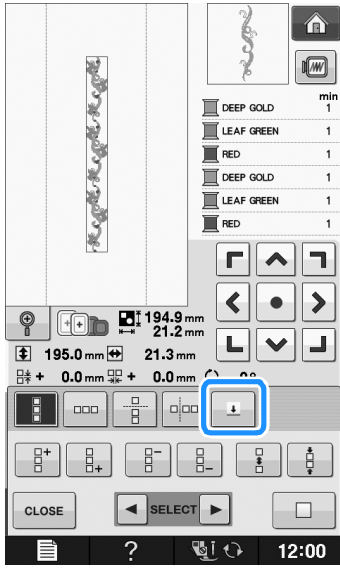 min
DEEP GOLD 1
LEAF GREEN 1
RED 1
DEEP GOLD 1
LEAF GREEN 1
RED 1
194.9 mm
21.2 mm
195.0 mm 21.3 mm
+ 0.0 mm + 0.0 mm
CLOSE SELECT
? 12:00